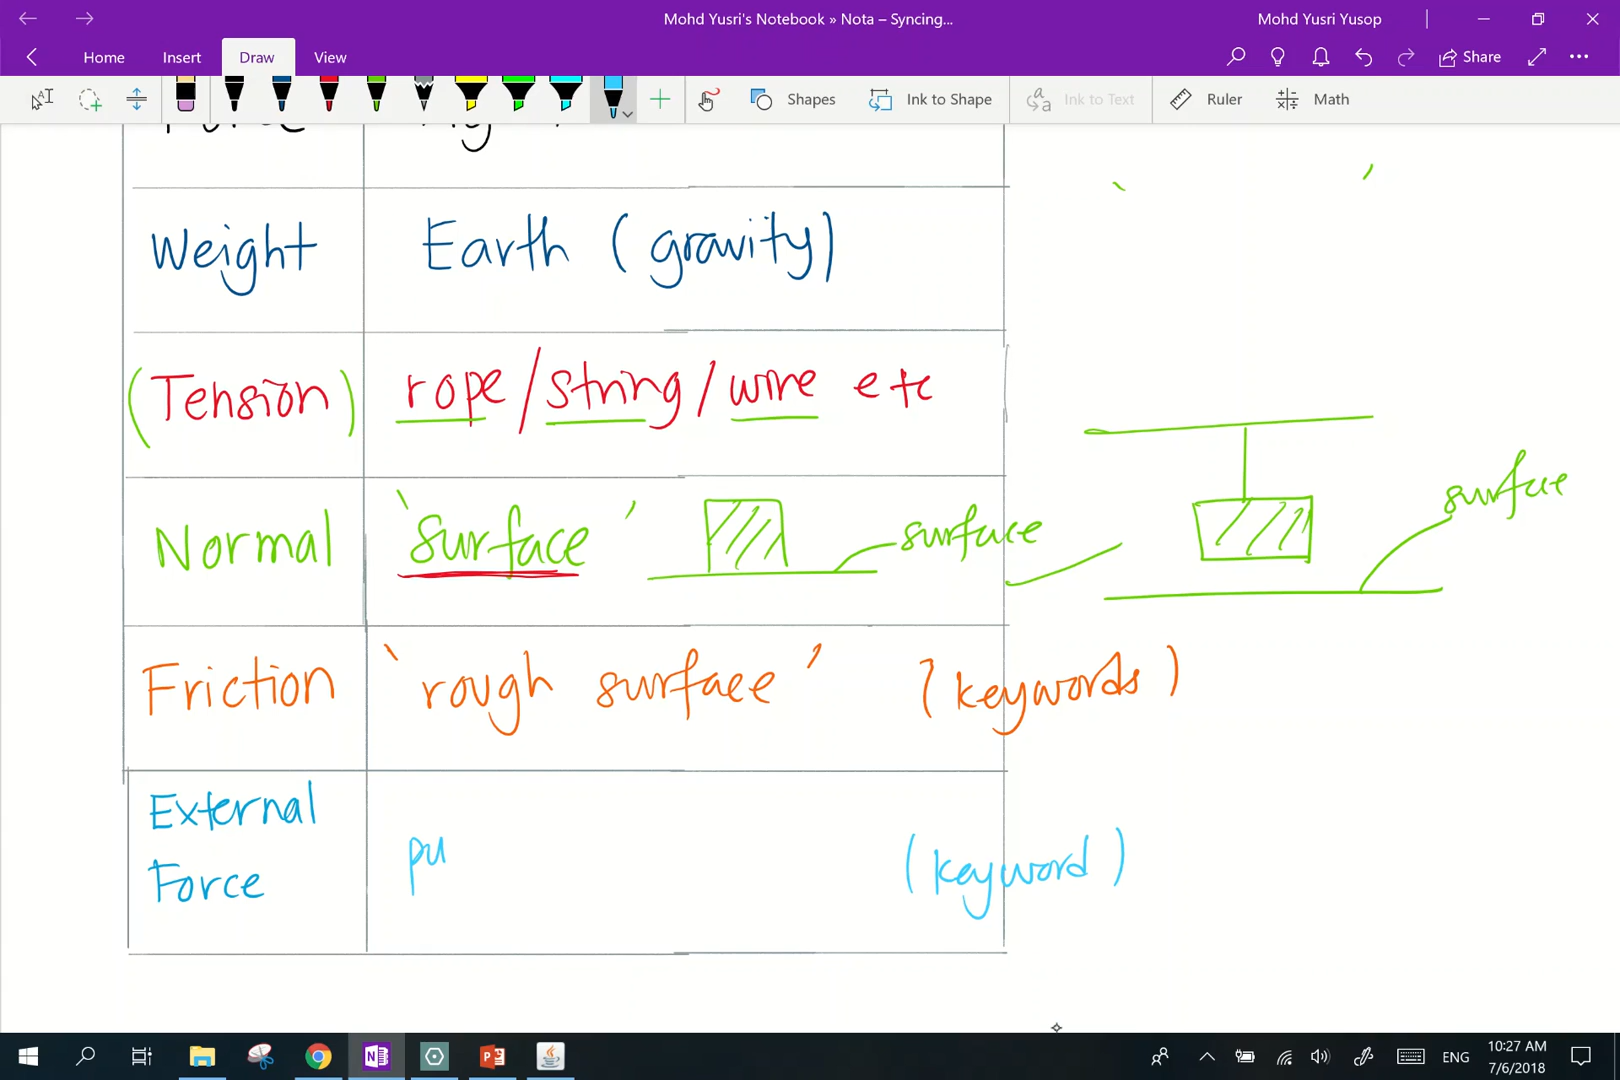 Mohd Yusri's Notebook » Nota – Syncing...
Mohd Yusri Yusop
Home Insert Draw View
Share
Shapes Ink to Shape Ink to Text Ruler Math
Weight Earth (gravity)
(Tension) rope/string/wire etc
Normal 'surface' surface
surface
Friction 'rough surface' (keywords)
External
Force
pu (keyword)
ENG
10:27 AM
7/6/2018